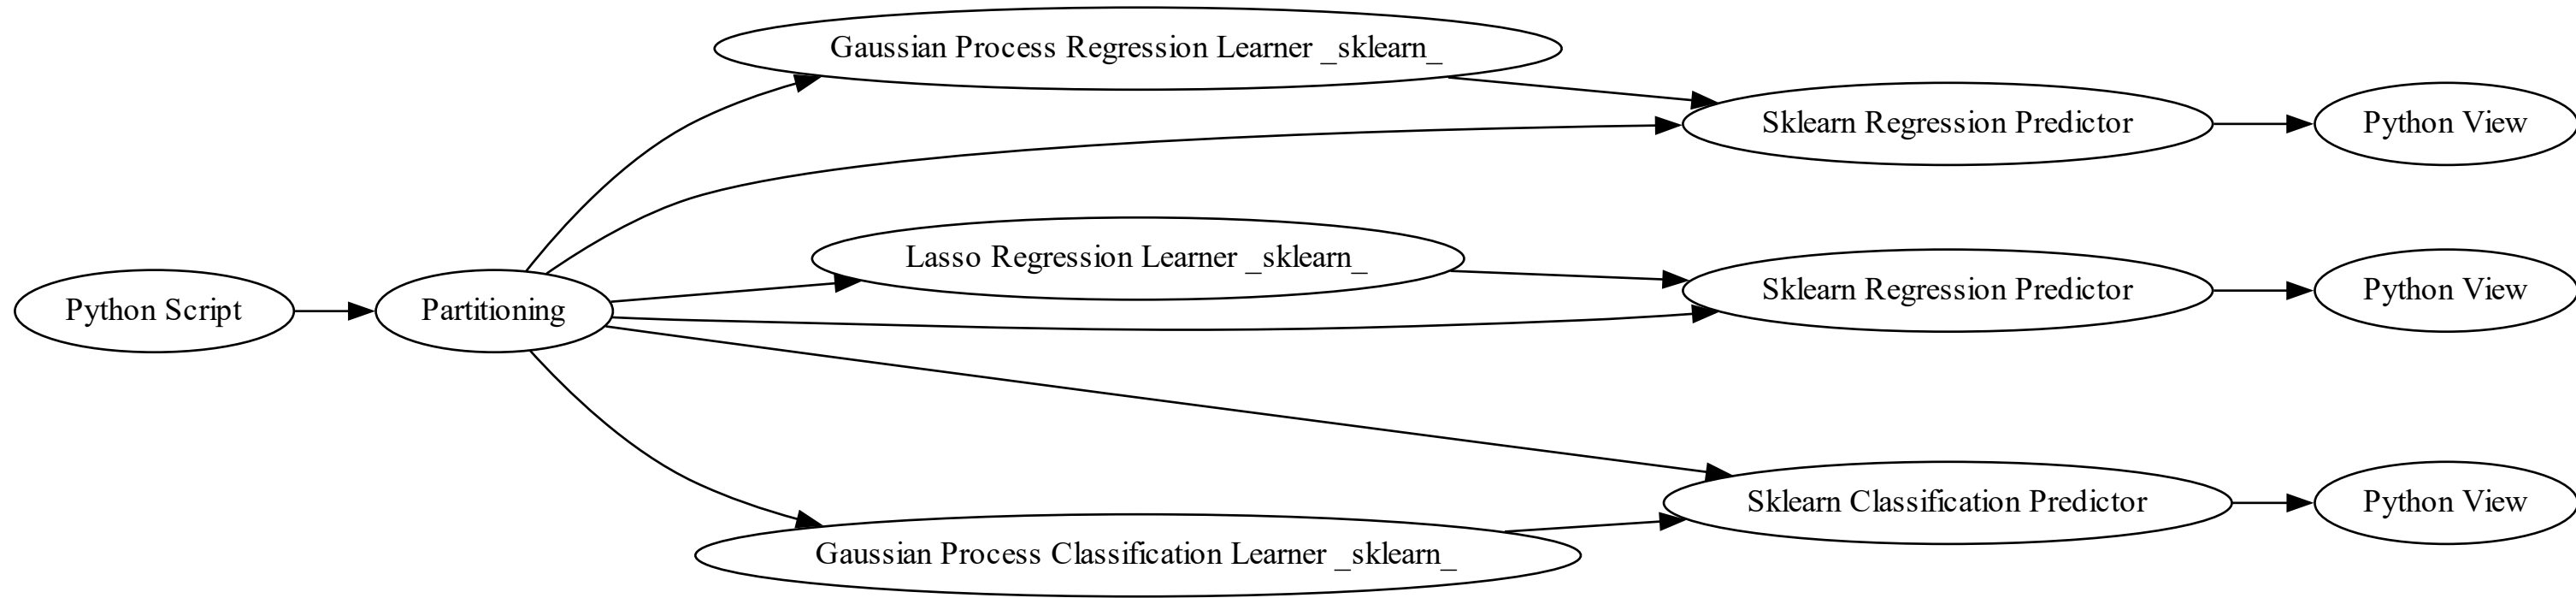 Gaussian Process Regression Learner _sklearn_
Sklearn Regression Predictor
Python View
Lasso Regression Learner _sklearn_
Sklearn Regression Predictor
Python View
Python Script
Partitioning
Sklearn Classification Predictor
Python View
Gaussian Process Classification Learner _sklearn_